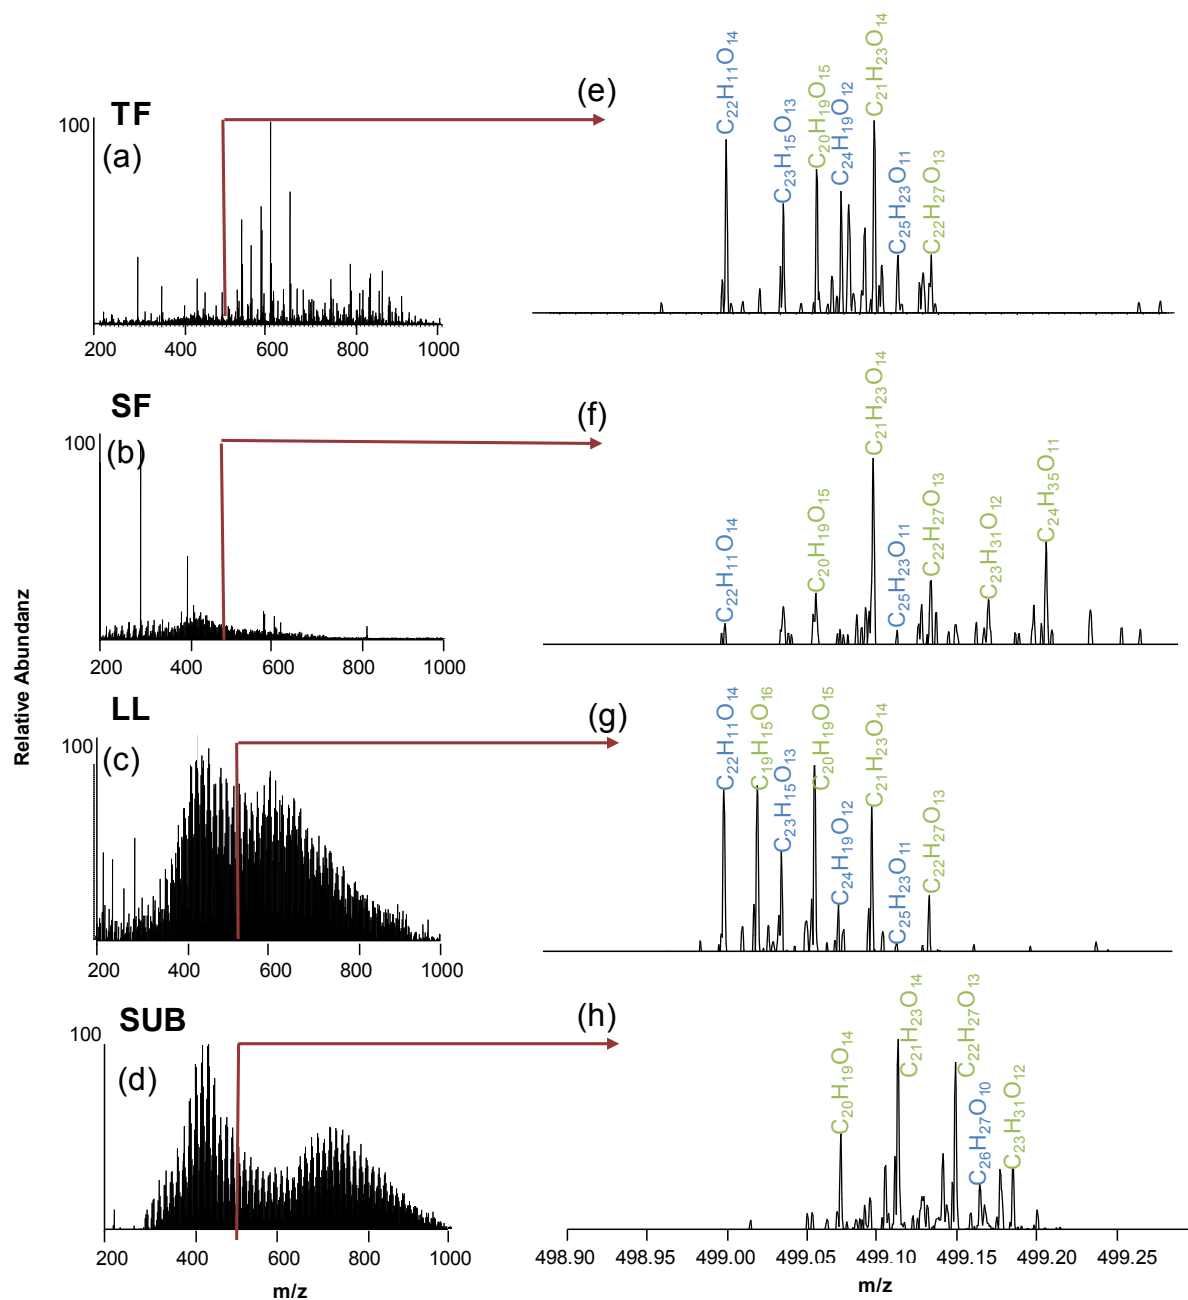 TF
(a)
100
200 400 600 800 1000
(e)
C22H11O14
C23H15O13
C20H19O15
C24H19O12
C21H23O14
C25H23O11
C22H27O13
SF
(b)
100
200 400 600 800 1000
(f)
C22H11O14
C20H19O15
C21H23O14
C25H23O11
C22H27O13
C23H31O12
C24H35O11
Relative Abundanz
LL
(c)
100
200 400 600 800 1000
(g)
C22H11O14
C19H15O16
C23H15O13
C20H19O15
C24H19O12
C21H23O14
C25H23O11
C22H27O13
SUB
(d)
100
200 400 600 800 1000
m/z
(h)
C20H19O14
C21H23O14
C22H27O13
C26H27O10
C23H31O12
498.90 498.95 499.00 499.05 499.10 499.15 499.20 499.25
m/z